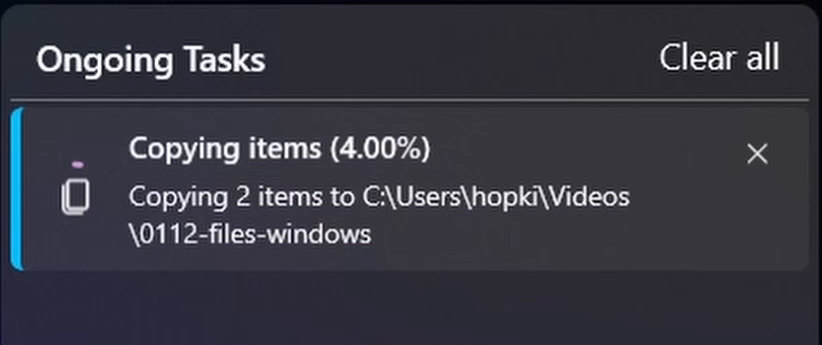 Ongoing Tasks
Clear all
Copying items (4.00%)
Copying 2 items to C:\Users\hopki\Videos
\0112-files-windows